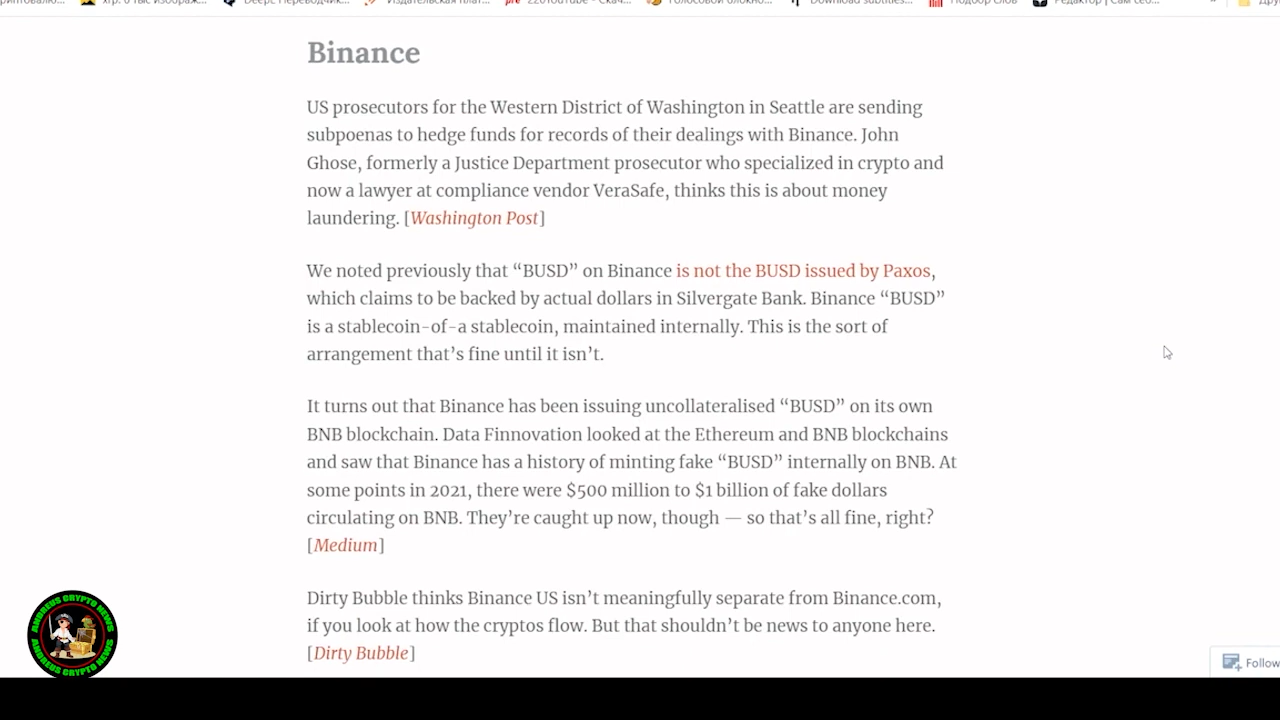 Binance
US prosecutors for the Western District of Washington in Seattle are sending
subpoenas to hedge funds for records of their dealings with Binance. John
Ghose, formerly a Justice Department prosecutor who specialized in crypto and
now a lawyer at compliance vendor VeraSafe, thinks this is about money
laundering. [Washington Post]
We noted previously that “BUSD” on Binance is not the BUSD issued by Paxos,
which claims to be backed by actual dollars in Silvergate Bank. Binance “BUSD”
is a stablecoin-of-a stablecoin, maintained internally. This is the sort of
arrangement that’s fine until it isn’t.
It turns out that Binance has been issuing uncollateralised “BUSD” on its own
BNB blockchain. Data Finnovation looked at the Ethereum and BNB blockchains
and saw that Binance has a history of minting fake “BUSD” internally on BNB. At
some points in 2021, there were $500 million to $1 billion of fake dollars
circulating on BNB. They’re caught up now, though — so that’s all fine, right?
[Medium]
Dirty Bubble thinks Binance US isn’t meaningfully separate from Binance.com,
if you look at how the cryptos flow. But that shouldn’t be news to anyone here.
[Dirty Bubble]
ANDREUS CRYPTO NEWS
ANDREUS CRYPTO NEWS
Follow